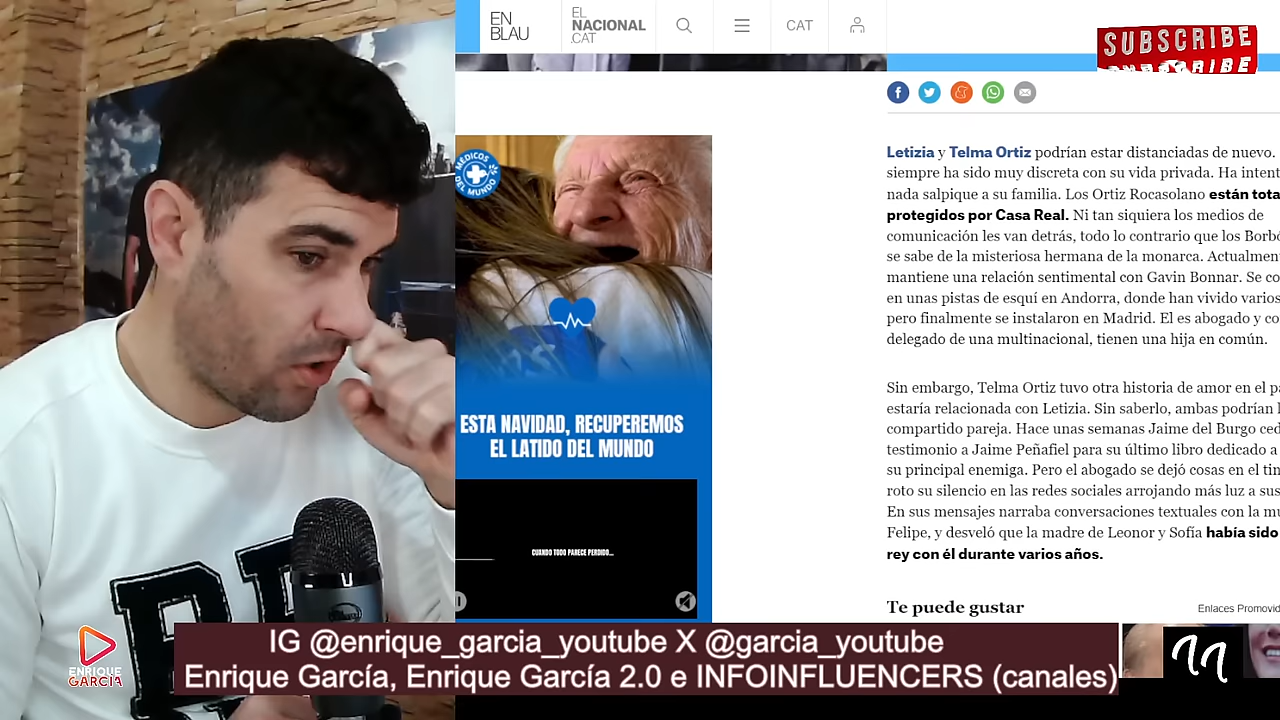 EN
BLAU
EL
NACIONAL
.CAT
CAT
SUBSCRIBE
MÉDICOS
DEL MUNDO
ESTA NAVIDAD, RECUPEREMOS
EL LATIDO DEL MUNDO
CUANDO TODO PARECE PERDIDO...
Letizia y Telma Ortiz podrían estar distanciadas de nuevo.
siempre ha sido muy discreta con su vida privada. Ha intent
nada salpique a su familia. Los Ortiz Rocasolano están tota
protegidos por Casa Real. Ni tan siquiera los medios de
comunicación les van detrás, todo lo contrario que los Borbó
se sabe de la misteriosa hermana de la monarca. Actualmen
mantiene una relación sentimental con Gavin Bonnar. Se co
en unas pistas de esquí en Andorra, donde han vivido varios
pero finalmente se instalaron en Madrid. El es abogado y co
delegado de una multinacional, tienen una hija en común.
Sin embargo, Telma Ortiz tuvo otra historia de amor en el pa
estaría relacionada con Letizia. Sin saberlo, ambas podrían h
compartido pareja. Hace unas semanas Jaime del Burgo ced
testimonio a Jaime Peñafiel para su último libro dedicado a
su principal enemiga. Pero el abogado se dejó cosas en el tin
roto su silencio en las redes sociales arrojando más luz a sus
En sus mensajes narraba conversaciones textuales con la mu
Felipe, y desveló que la madre de Leonor y Sofía había sido
rey con él durante varios años.
Te puede gustar
Enlaces Promovid
IG @enrique_garcia_youtube X @garcia_youtube
Enrique García, Enrique García 2.0 e INFOINFLUENCERS (canales)
ENRIQUE
GARCÍA